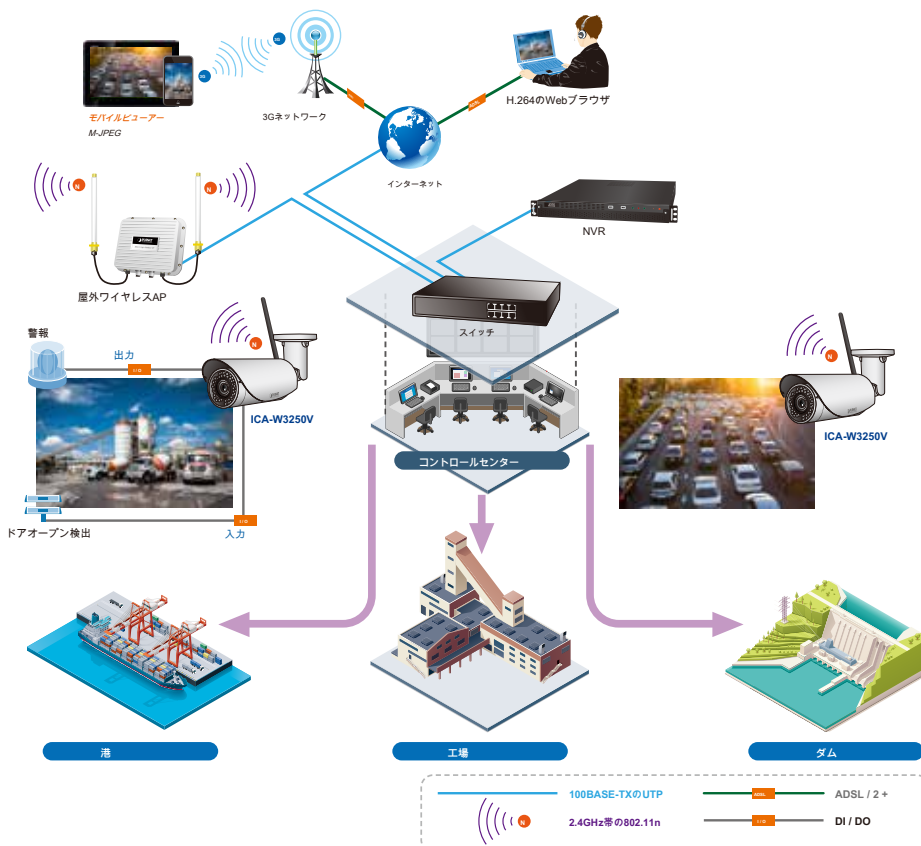 3G
3G
モバイルビューアー
M-JPEG
3Gネットワーク
ADSL
H.264のWebブラウザ
インターネット
N
N
PLANET
屋外ワイヤレスAP
NVR
スイッチ
警報
出力
I / O
N
ICA-W3250V
N
ICA-W3250V
コントロールセンター
ドアオープン検出
入力
I / O
港
工場
ダム
100BASE-TXのUTP
ADSL
ADSL / 2 +
N
2.4GHz帯の802.11n
I / O
DI / DO